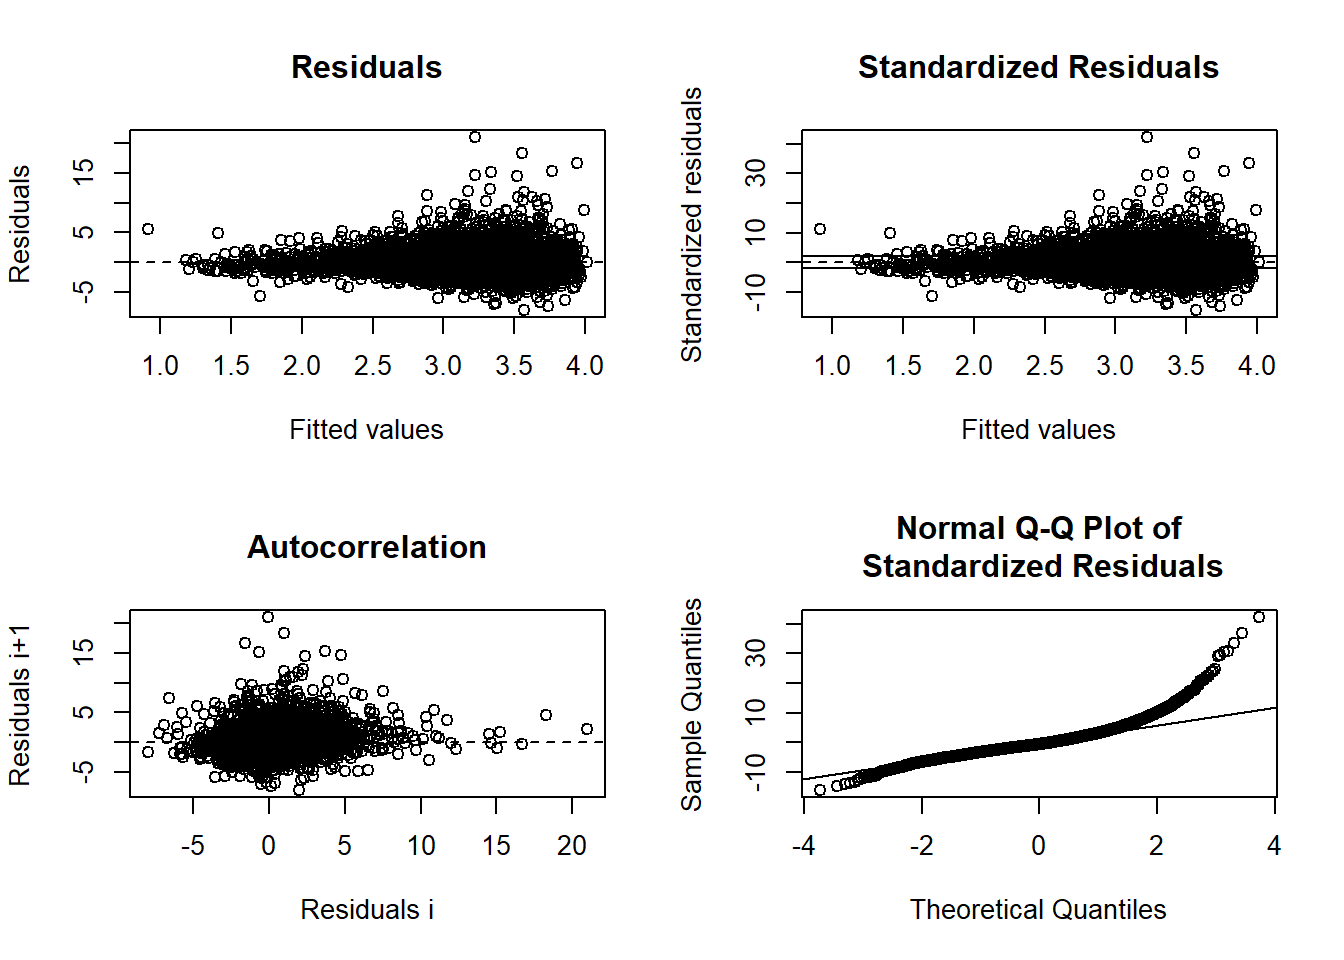 Residuals
Residuals
15
5
-5
1.0 1.5 2.0 2.5 3.0 3.5 4.0
Fitted values
Standardized Residuals
Standardized residuals
30
10
-10
1.0 1.5 2.0 2.5 3.0 3.5 4.0
Fitted values
Autocorrelation
Residuals i+1
15
5
-5
-5 0 5 10 15 20
Residuals i
Normal Q-Q Plot of
Standardized Residuals
Sample Quantiles
30
10
-10
-4 -2 0 2 4
Theoretical Quantiles